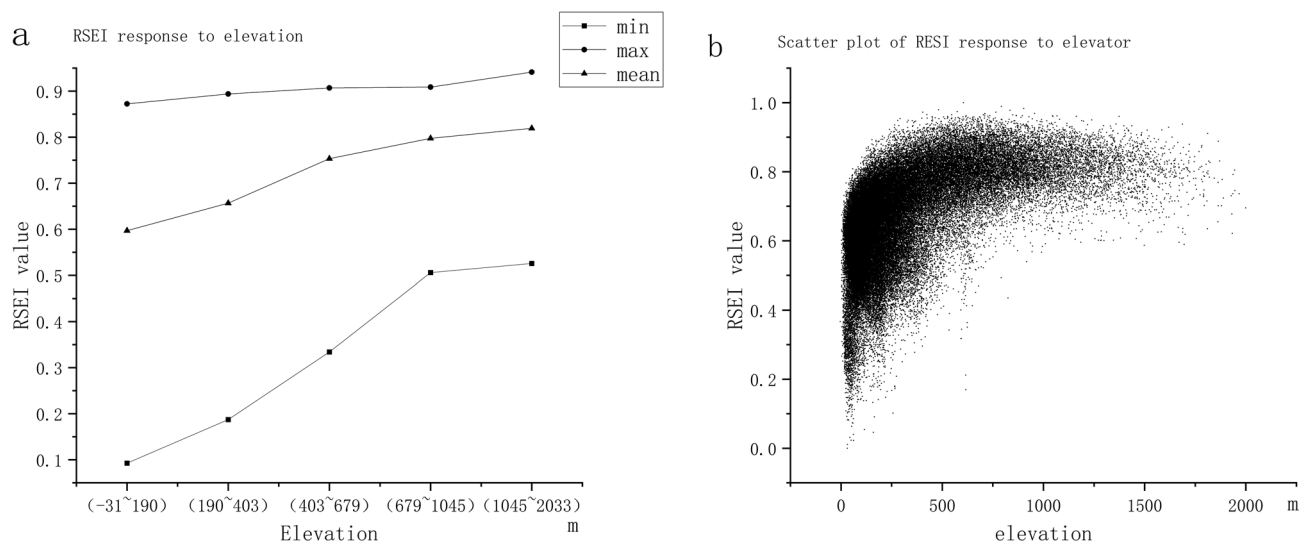 a
RSEI response to elevation
min
max
mean
0.9
0.8
0.7
0.6
0.5
0.4
0.3
0.2
0.1
RSEI value
(-31~190) (190~403) (403~679) (679~1045) (1045~2033)
m
Elevation
b
Scatter plot of RESI response to elevator
1.0
0.8
0.6
0.4
0.2
0.0
RSEI value
0 500 1000 1500 2000 m
elevation